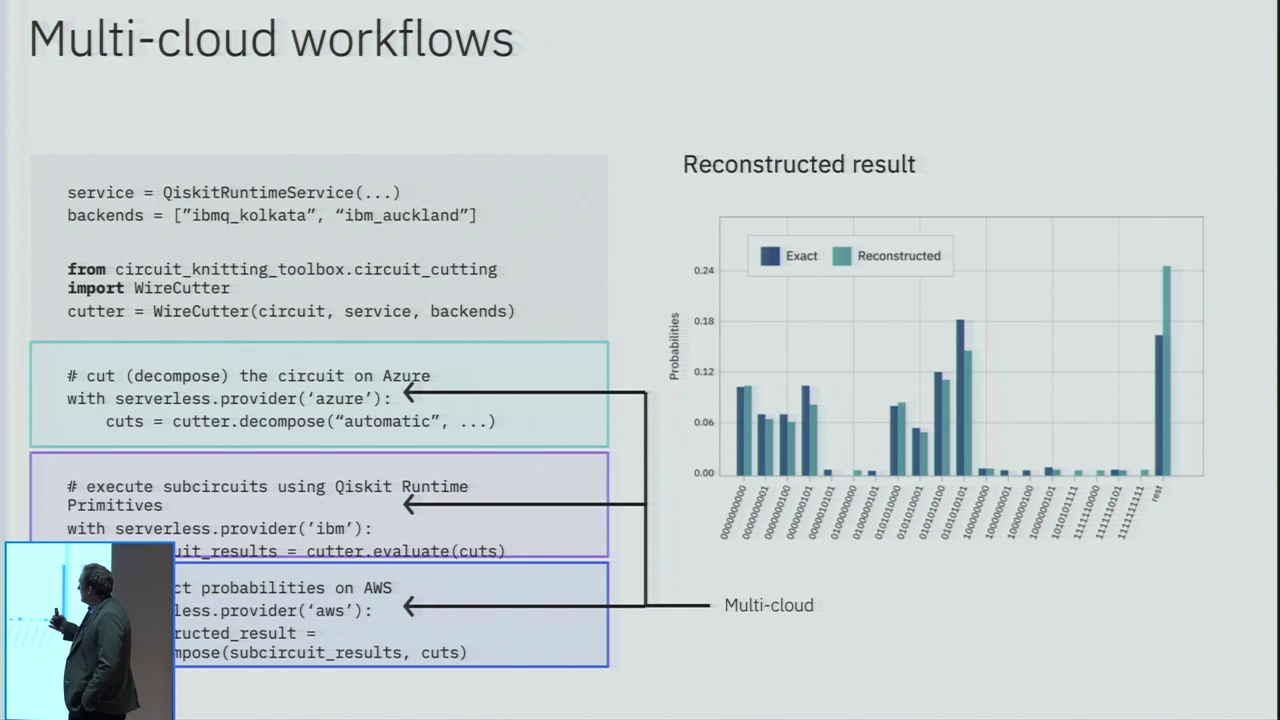 Multi-cloud workflows
service = QiskitRuntimeService(...)
backends = [”ibmq_kolkata”, “ibm_auckland”]
from circuit_knitting_toolbox.circuit_cutting
import WireCutter
cutter = WireCutter(circuit, service, backends)
# cut (decompose) the circuit on Azure
with serverless.provider(‘azure’):
cuts = cutter.decompose(“automatic”, ...)
# execute subcircuits using Qiskit Runtime
Primitives
with serverless.provider(’ibm’):
uit_results = cutter.evaluate(cuts)
ct probabilities on AWS
less.provider(‘aws’):
tructed_result =
mpose(subcircuit_results, cuts)
Reconstructed result
Exact
Reconstructed
Probabilities
0.24
0.18
0.12
0.06
0.00
rest
Multi-cloud